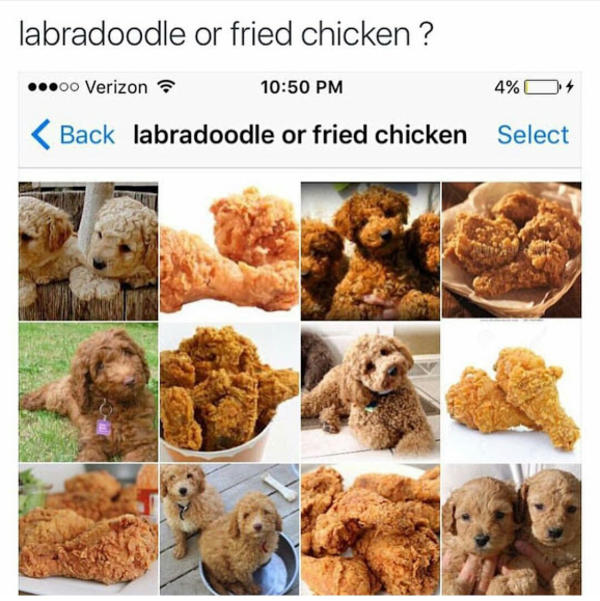 labradoodle or fried chicken ?
Verizon 10:50 PM 4%
Back labradoodle or fried chicken Select